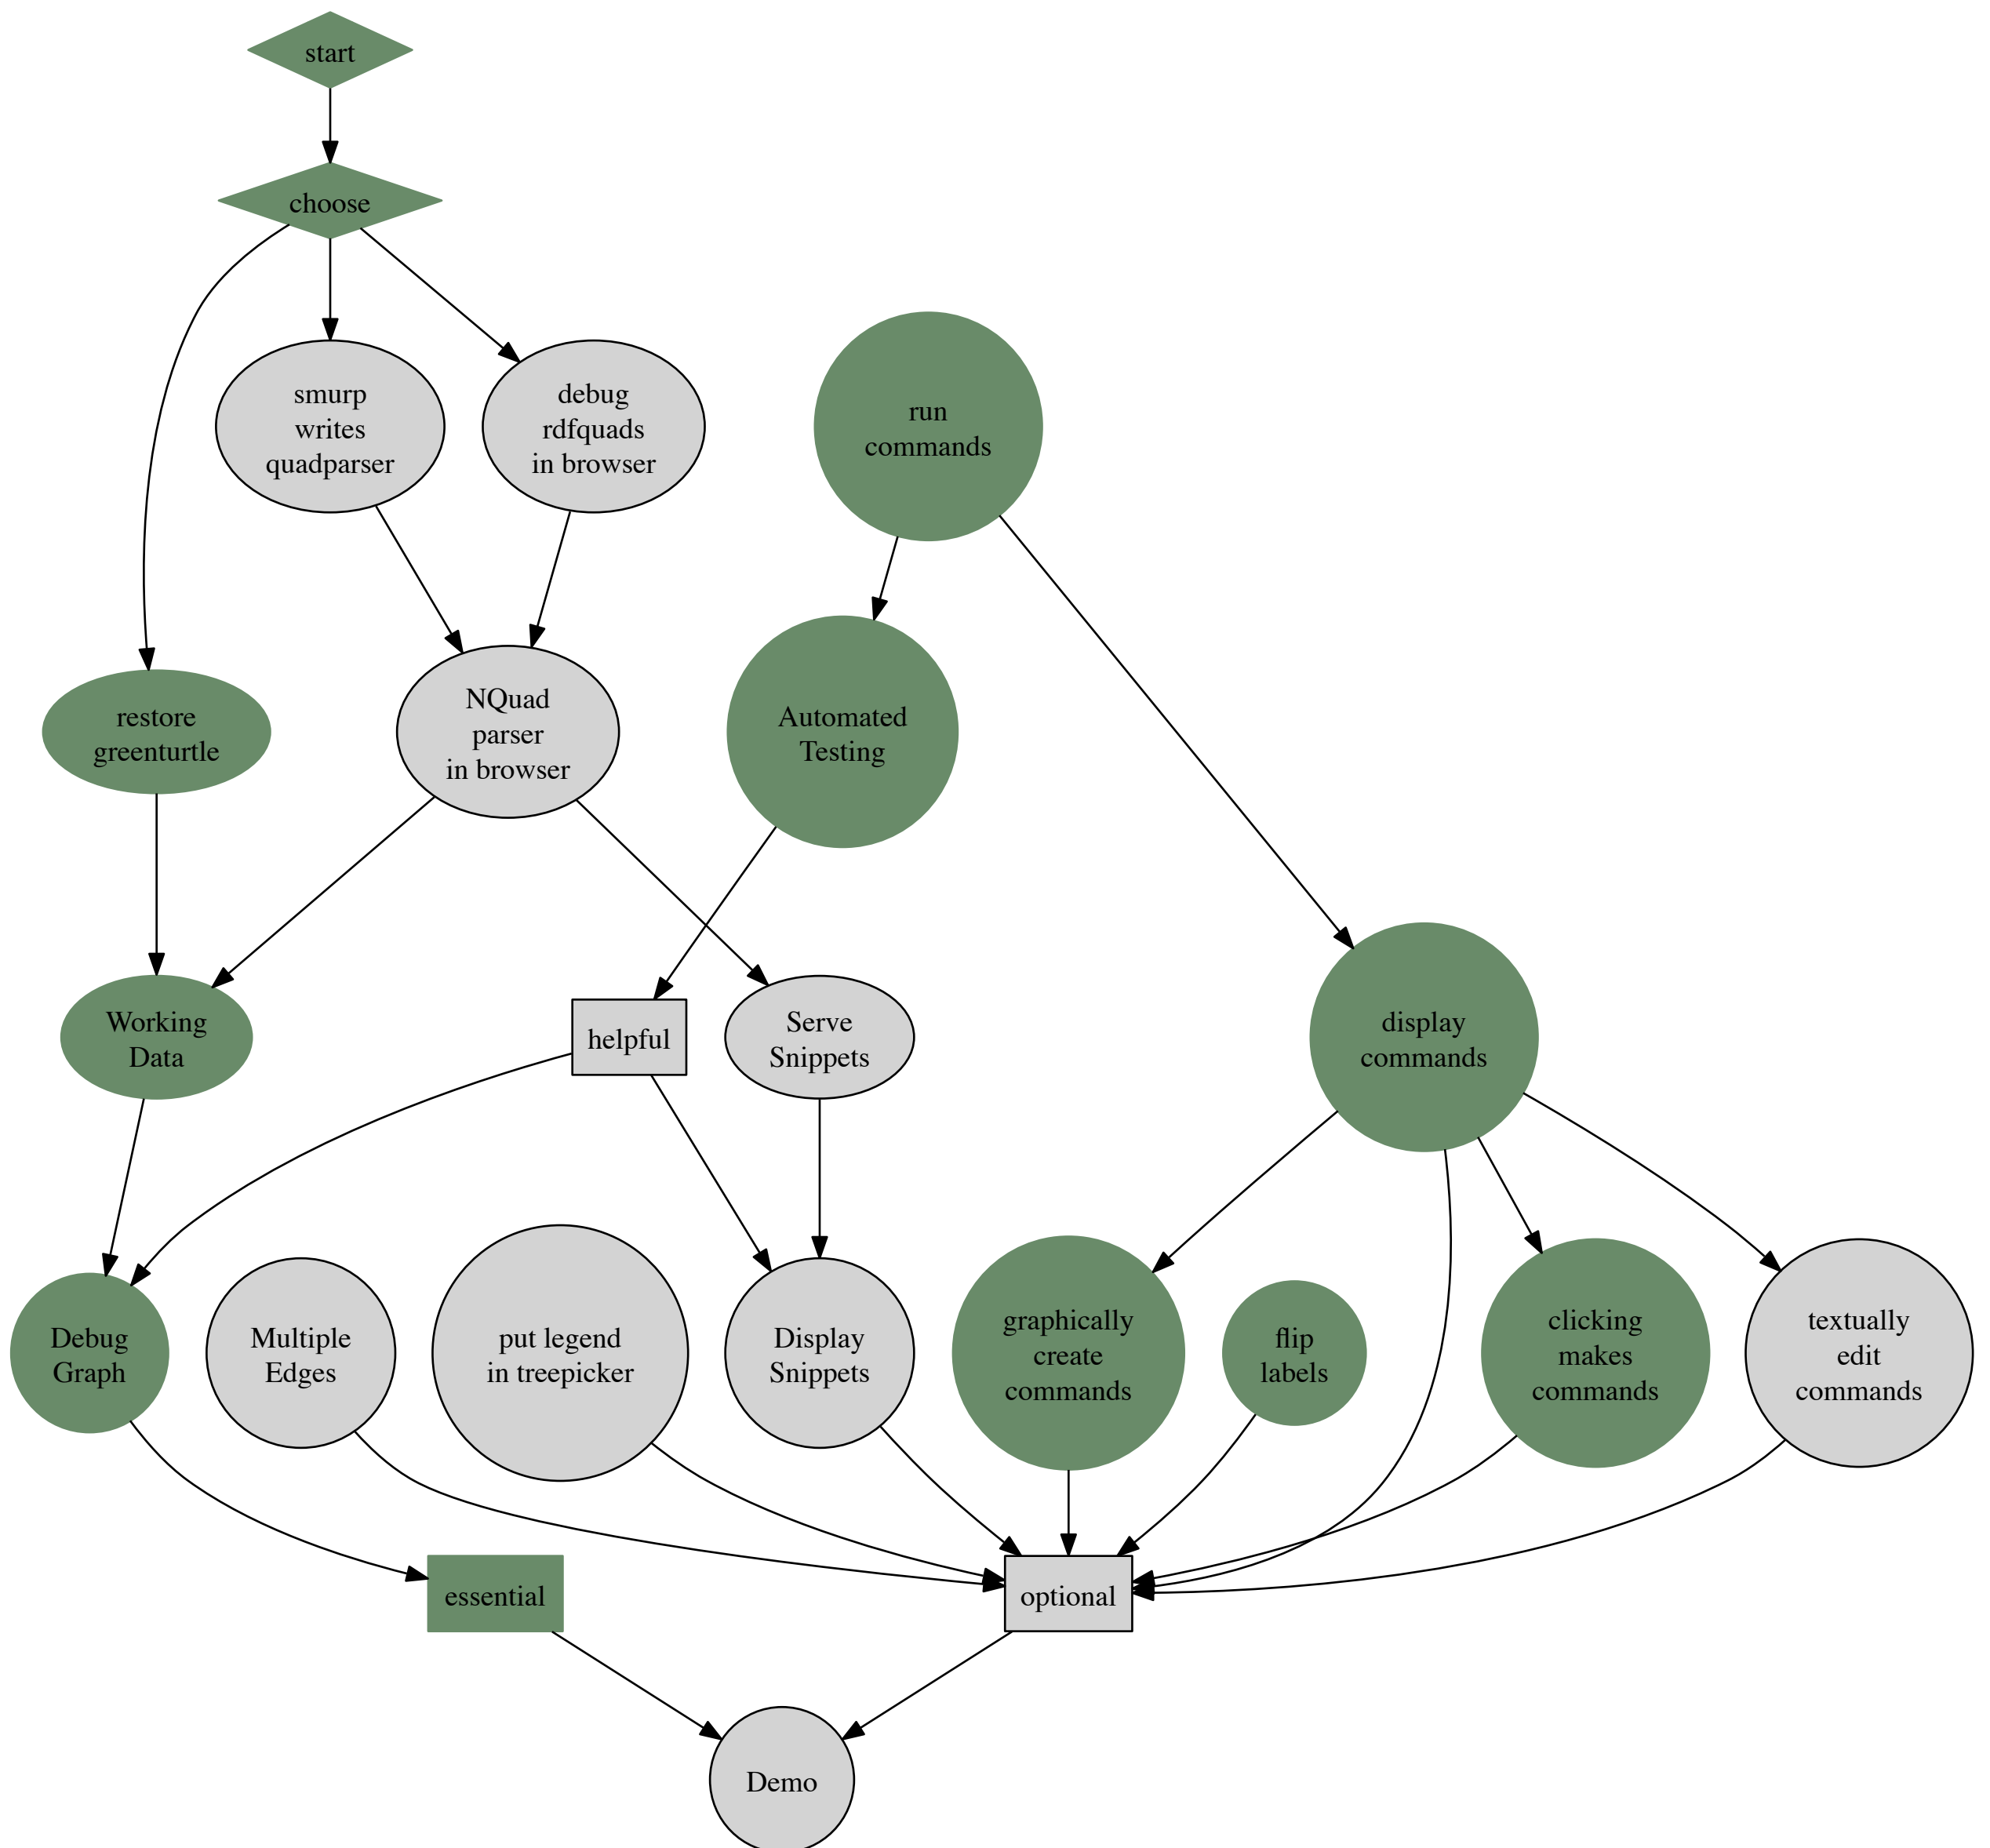 start
choose
smurp
writes
quadparser
debug
rdfquads
in browser
run
commands
restore
greenturtle
NQuad
parser
in browser
Automated
Testing
Working
Data
helpful
Serve
Snippets
display
commands
Debug
Graph
Multiple
Edges
put legend
in treepicker
Display
Snippets
graphically
create
commands
flip
labels
clicking
makes
commands
textually
edit
commands
essential
optional
Demo